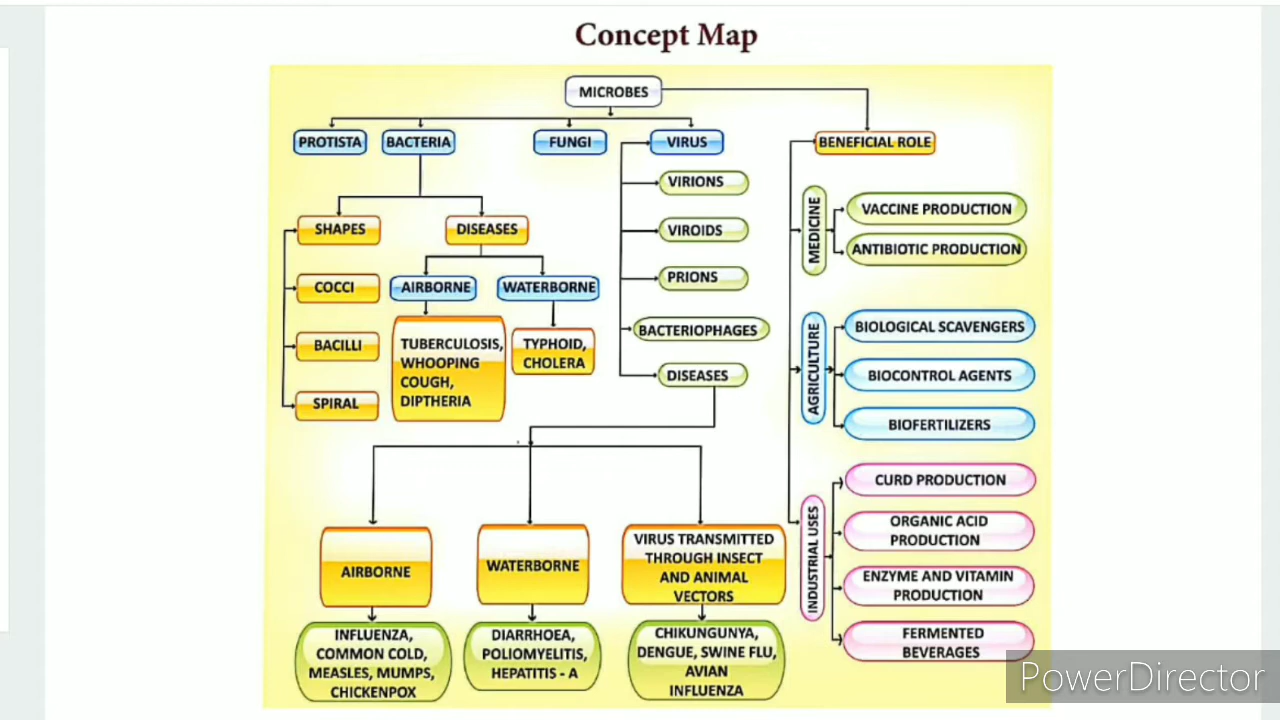 Concept Map
MICROBES
PROTISTA
BACTERIA
FUNGI
VIRUS
BENEFICIAL ROLE
SHAPES
COCCI
BACILLI
SPIRAL
DISEASES
AIRBORNE
TUBERCULOSIS,
WHOOPING
COUGH,
DIPTHERIA
WATERBORNE
TYPHOID,
CHOLERA
VIRIONS
VIROIDS
PRIONS
BACTERIOPHAGES
DISEASES
AIRBORNE
INFLUENZA,
COMMON COLD,
MEASLES, MUMPS,
CHICKENPOX
WATERBORNE
DIARRHOEA,
POLIOMYELITIS,
HEPATITIS - A
VIRUS TRANSMITTED
THROUGH INSECT
AND ANIMAL
VECTORS
CHIKUNGUNYA,
DENGUE, SWINE FLU,
AVIAN
INFLUENZA
MEDICINE
VACCINE PRODUCTION
ANTIBIOTIC PRODUCTION
AGRICULTURE
BIOLOGICAL SCAVENGERS
BIOCONTROL AGENTS
BIOFERTILIZERS
INDUSTRIAL USES
CURD PRODUCTION
ORGANIC ACID
PRODUCTION
ENZYME AND VITAMIN
PRODUCTION
FERMENTED
BEVERAGES
PowerDirector